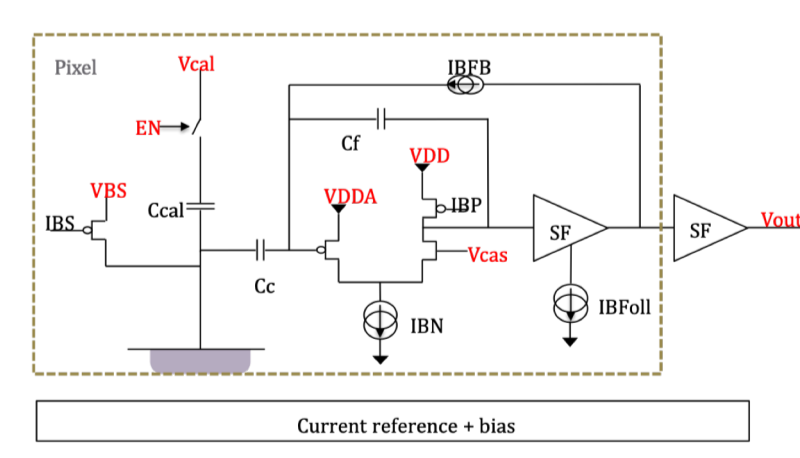 Pixel
Vcal
IBFB
EN
Cf
VDD
VBS
VDDA
IBS
Ccal
IBP
SF
SF
Vout
Vcas
Cc
IBFoll
IBN
Current reference + bias